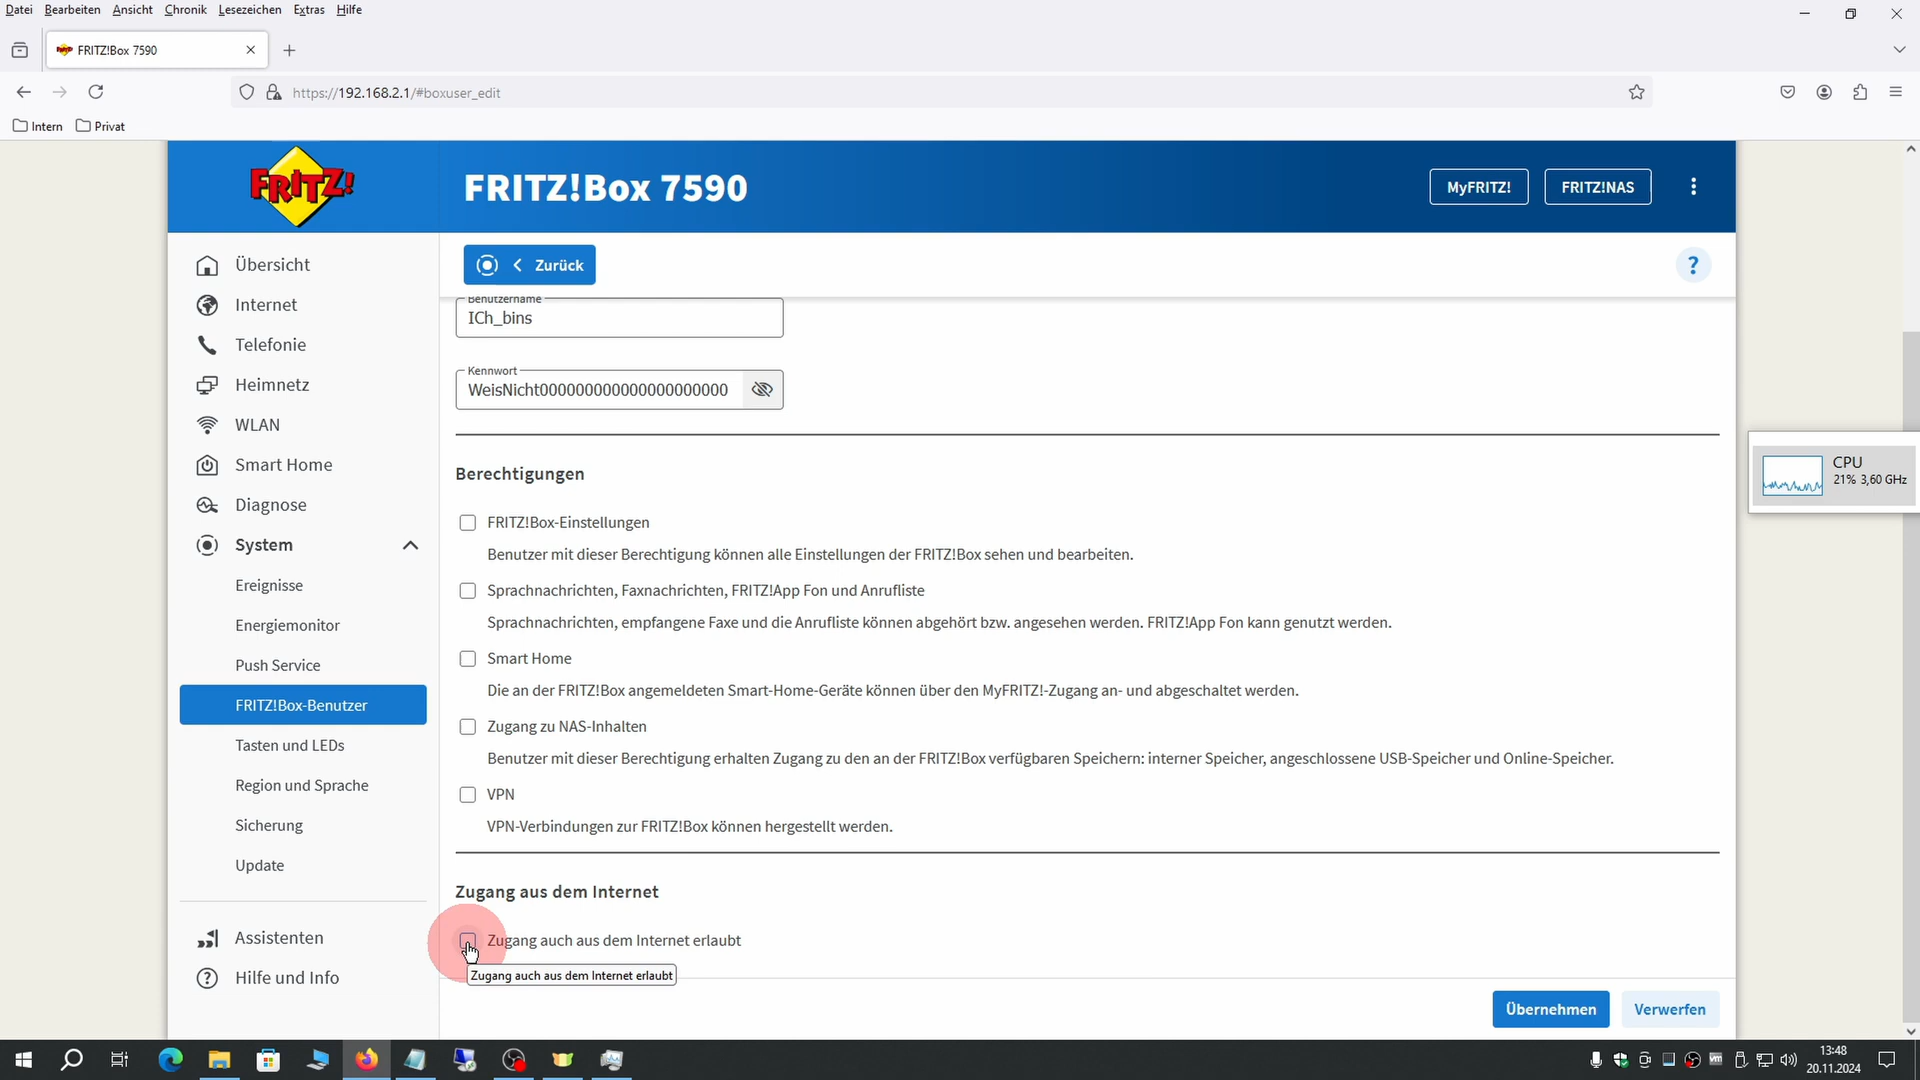 Datei Bearbeiten Ansicht Chronik Lesezeichen Extras Hilfe
FRITZ!Box 7590
https://192.168.2.1/#boxuser_edit
Intern Privat
FRITZ!
FRITZ!Box 7590
MyFRITZ!
FRITZ!NAS
Übersicht
Internet
Telefonie
Heimnetz
WLAN
Smart Home
Diagnose
System
Ereignisse
Energiemonitor
Push Service
FRITZ!Box-Benutzer
Tasten und LEDs
Region und Sprache
Sicherung
Update
Assistenten
Hilfe und Info
Zurück
?
Benutzername
ICh_bins
Kennwort
WeisNicht000000000000000000000
Berechtigungen
FRITZ!Box-Einstellungen
Benutzer mit dieser Berechtigung können alle Einstellungen der FRITZ!Box sehen und bearbeiten.
Sprachnachrichten, Faxnachrichten, FRITZ!App Fon und Anrufliste
Sprachnachrichten, empfangene Faxe und die Anrufliste können abgehört bzw. angesehen werden. FRITZ!App Fon kann genutzt werden.
Smart Home
Die an der FRITZ!Box angemeldeten Smart-Home-Geräte können über den MyFRITZ!-Zugang an- und abgeschaltet werden.
Zugang zu NAS-Inhalten
Benutzer mit dieser Berechtigung erhalten Zugang zu den an der FRITZ!Box verfügbaren Speichern: interner Speicher, angeschlossene USB-Speicher und Online-Speicher.
VPN
VPN-Verbindungen zur FRITZ!Box können hergestellt werden.
Zugang aus dem Internet
Zugang auch aus dem Internet erlaubt
Zugang auch aus dem Internet erlaubt
Übernehmen
Verwerfen
CPU
21% 3,60 GHz
13:48
20.11.2024